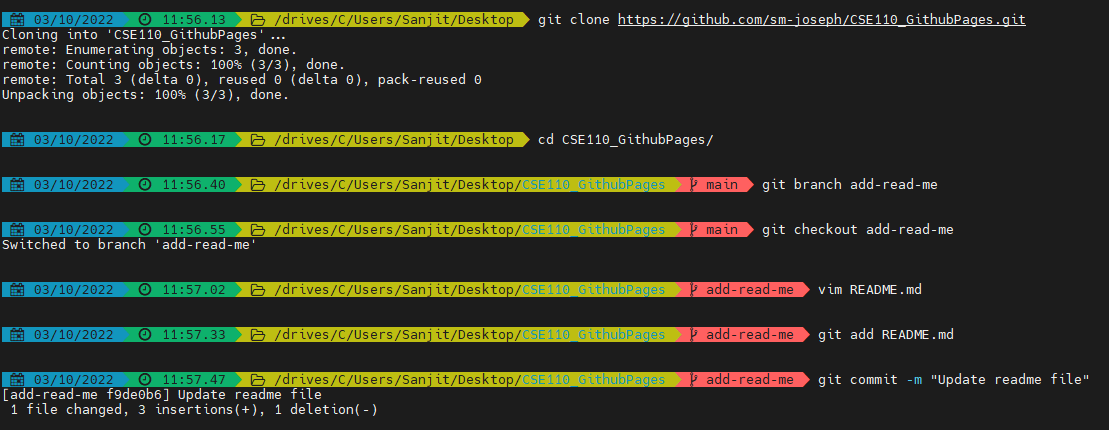 03/10/2022 11:56.13 /drives/C/Users/Sanjit/Desktop git clone https://github.com/sm-joseph/CSE110_GithubPages.git
Cloning into 'CSE110_GithubPages'...
remote: Enumerating objects: 3, done.
remote: Counting objects: 100% (3/3), done.
remote: Total 3 (delta 0), reused 0 (delta 0), pack-reused 0
Unpacking objects: 100% (3/3), done.
03/10/2022 11:56.17 /drives/C/Users/Sanjit/Desktop cd CSE110_GithubPages/
03/10/2022 11:56.40 /drives/C/Users/Sanjit/Desktop/CSE110_GithubPages main git branch add-read-me
03/10/2022 11:56.55 /drives/C/Users/Sanjit/Desktop/CSE110_GithubPages main git checkout add-read-me
Switched to branch 'add-read-me'
03/10/2022 11:57.02 /drives/C/Users/Sanjit/Desktop/CSE110_GithubPages add-read-me vim README.md
03/10/2022 11:57.33 /drives/C/Users/Sanjit/Desktop/CSE110_GithubPages add-read-me git add README.md
03/10/2022 11:57.47 /drives/C/Users/Sanjit/Desktop/CSE110_GithubPages add-read-me git commit -m "Update readme file"
[add-read-me f9de0b6] Update readme file
1 file changed, 3 insertions(+), 1 deletion(-)